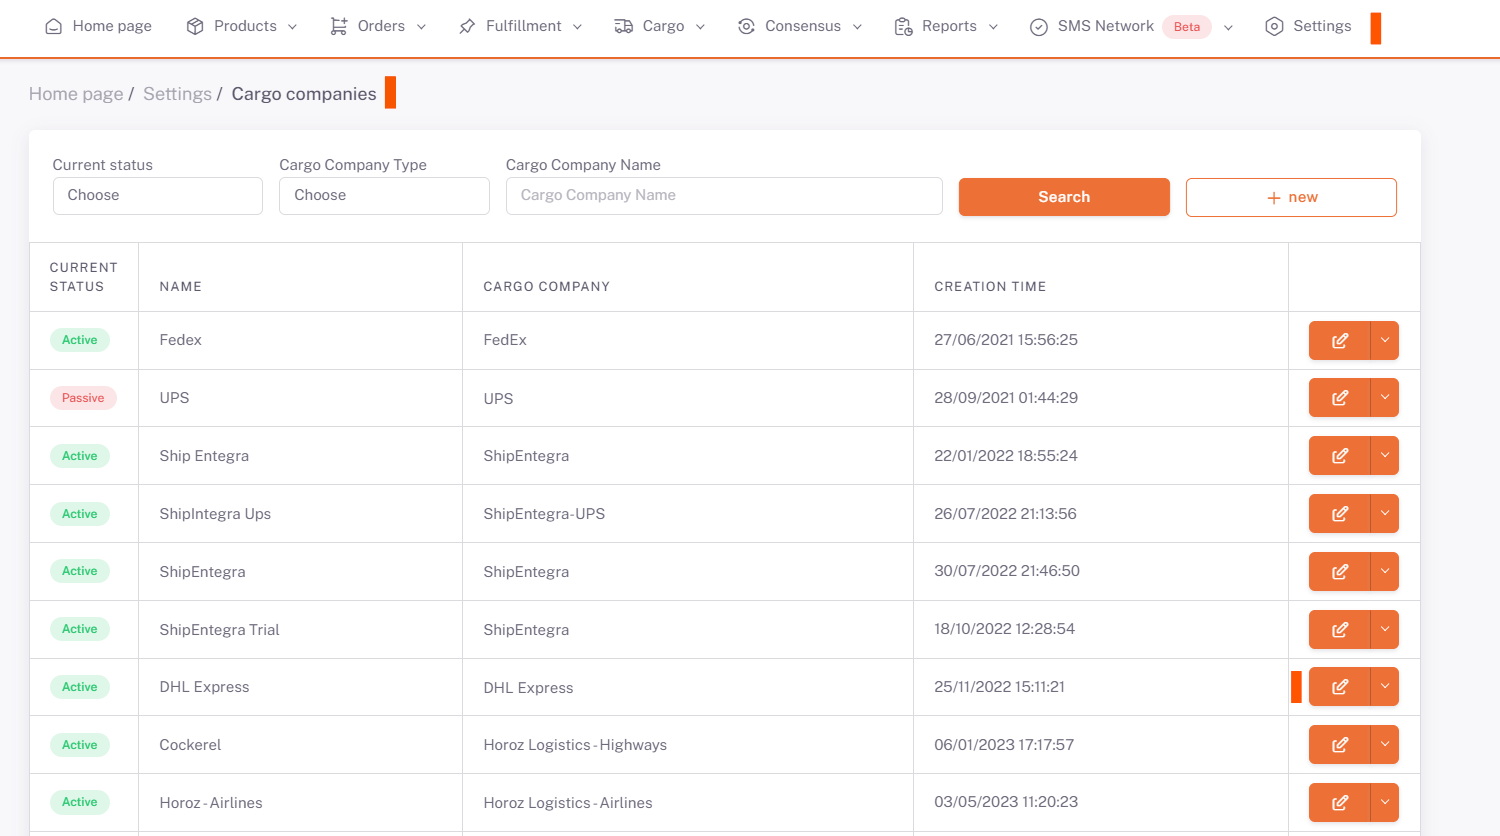 Home page Products Orders Fulfillment Cargo Consensus Reports SMS Network Beta Settings
Home page / Settings / Cargo companies
Current status Cargo Company Type Cargo Company Name
Choose Choose Cargo Company Name Search + new
CURRENT
STATUS NAME CARGO COMPANY CREATION TIME
Active Fedex FedEx 27/06/2021 15:56:25
Passive UPS UPS 28/09/2021 01:44:29
Active Ship Entegra ShipEntegra 22/01/2022 18:55:24
Active ShipIntegra Ups ShipEntegra-UPS 26/07/2022 21:13:56
Active ShipEntegra ShipEntegra 30/07/2022 21:46:50
Active ShipEntegra Trial ShipEntegra 18/10/2022 12:28:54
Active DHL Express DHL Express 25/11/2022 15:11:21
Active Cockerel Horoz Logistics - Highways 06/01/2023 17:17:57
Active Horoz - Airlines Horoz Logistics - Airlines 03/05/2023 11:20:23